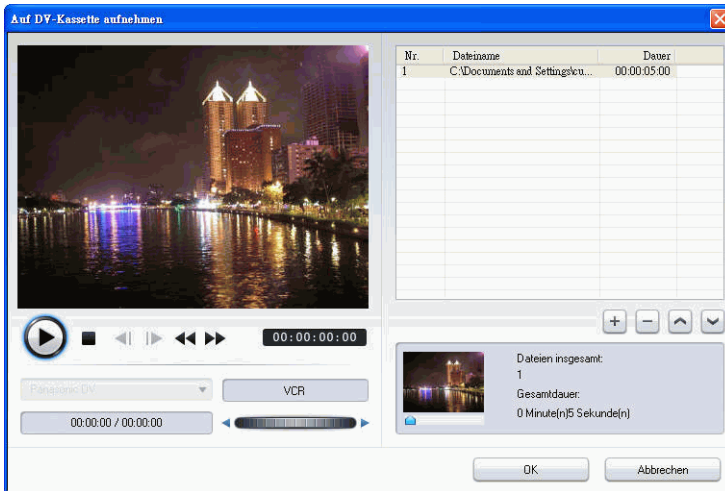 Auf DV-Kassette aufnehmen
Nr. Dateiname Dauer
1 C:\Documents and Settings\cu... 00:00:05:00
00:00:00:00
Panasonic DV
VCR
00:00:00 / 00:00:00
Dateien insgesamt:
1
Gesamtdauer:
0 Minute(n)5 Sekunde(n)
OK
Abbrechen